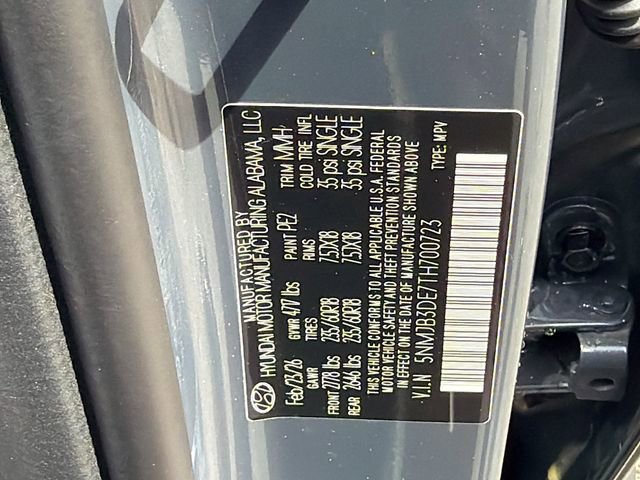 MANUFACTURED BY
HYUNDAI MOTOR MANUFACTURING ALABAMA, LLC
Feb/23/26 GVWR 4717 lbs PAINT PE2 TRIM MMH
GAWR TIRES RIMS COLD TIRE INFL
FRONT 2778 lbs 235/60R18 7.5JX18 35 psi SINGLE
REAR 2646 lbs 235/60R18 7.5JX18 35 psi SINGLE
THIS VEHICLE CONFORMS TO ALL APPLICABLE U.S.A. FEDERAL
MOTOR VEHICLE SAFETY AND THEFT PREVENTION STANDARDS
IN EFFECT ON THE DATE OF MANUFACTURE SHOWN ABOVE
V.I.N 5NMJB3DE7TH700723 TYPE: MPV